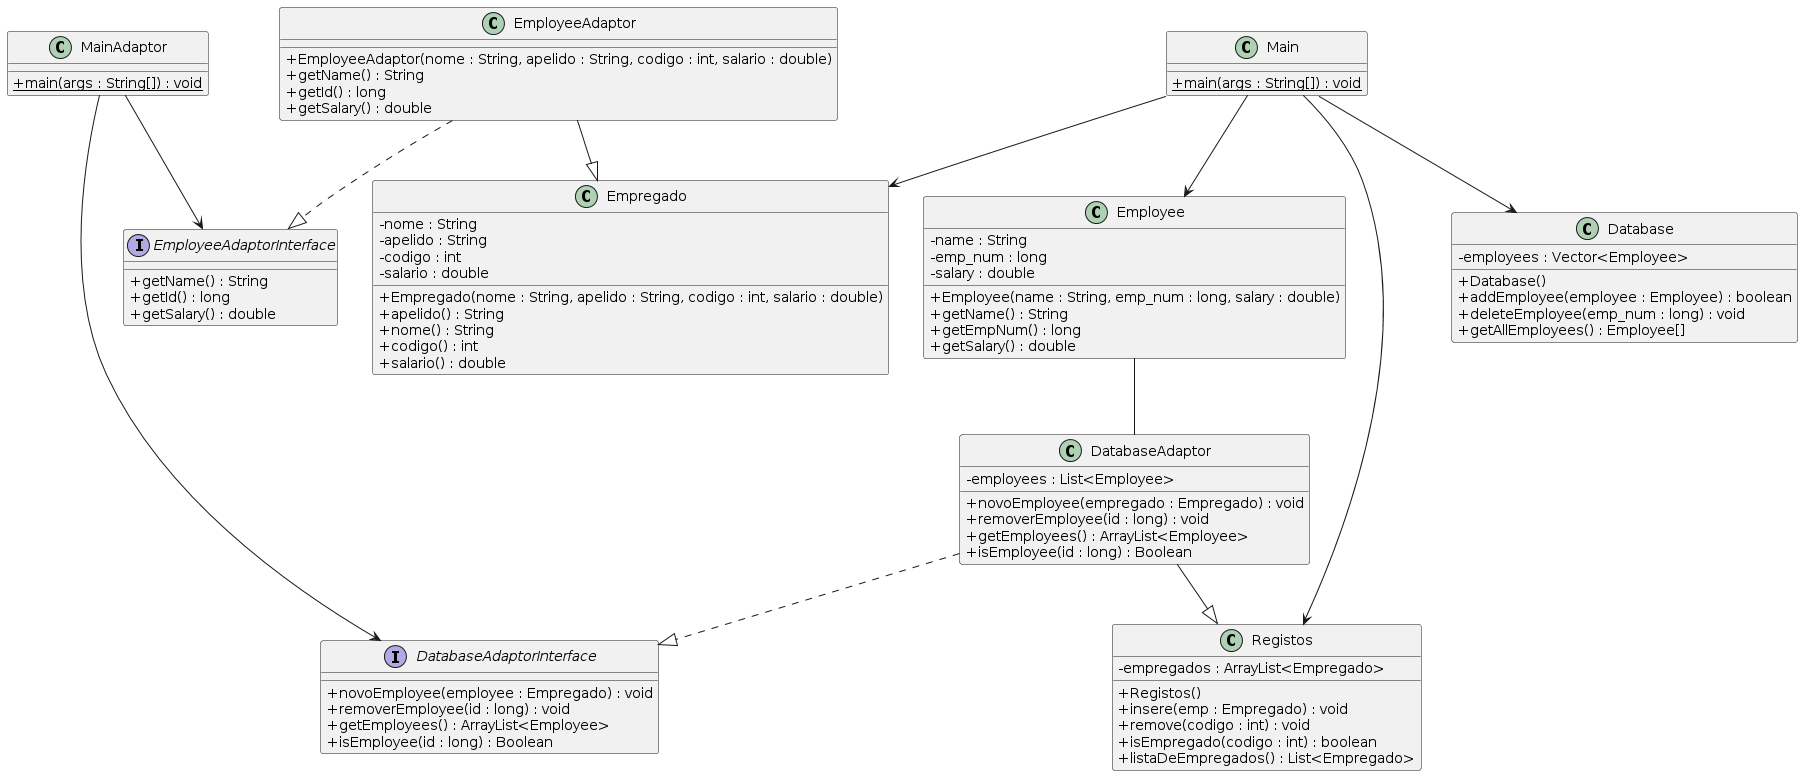 C MainAdaptor
+main(args : String[]) : void
C EmployeeAdaptor
+EmployeeAdaptor(nome : String, apelido : String, codigo : int, salario : double)
+getName() : String
+getId() : long
+getSalary() : double
C Main
+main(args : String[]) : void
I EmployeeAdaptorInterface
+getName() : String
+getId() : long
+getSalary() : double
C Empregado
-nome : String
-apelido : String
-codigo : int
-salario : double
+Empregado(nome : String, apelido : String, codigo : int, salario : double)
+apelido() : String
+nome() : String
+codigo() : int
+salario() : double
C Employee
-name : String
-emp_num : long
-salary : double
+Employee(name : String, emp_num : long, salary : double)
+getName() : String
+getEmpNum() : long
+getSalary() : double
C Database
-employees : Vector<Employee>
+Database()
+addEmployee(employee : Employee) : boolean
+deleteEmployee(emp_num : long) : void
+getAllEmployees() : Employee[]
C DatabaseAdaptor
-employees : List<Employee>
+novoEmployee(empregado : Empregado) : void
+removerEmployee(id : long) : void
+getEmployees() : ArrayList<Employee>
+isEmployee(id : long) : Boolean
I DatabaseAdaptorInterface
+novoEmployee(employee : Empregado) : void
+removerEmployee(id : long) : void
+getEmployees() : ArrayList<Employee>
+isEmployee(id : long) : Boolean
C Registos
-empregados : ArrayList<Empregado>
+Registos()
+insere(emp : Empregado) : void
+remove(codigo : int) : void
+isEmpregado(codigo : int) : boolean
+listaDeEmpregados() : List<Empregado>